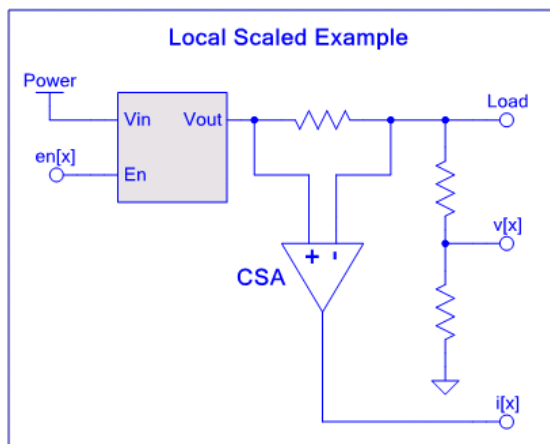 Local Scaled Example
Power
Vin
Vout
Load
en[x]
En
v[x]
+ -
CSA
i[x]